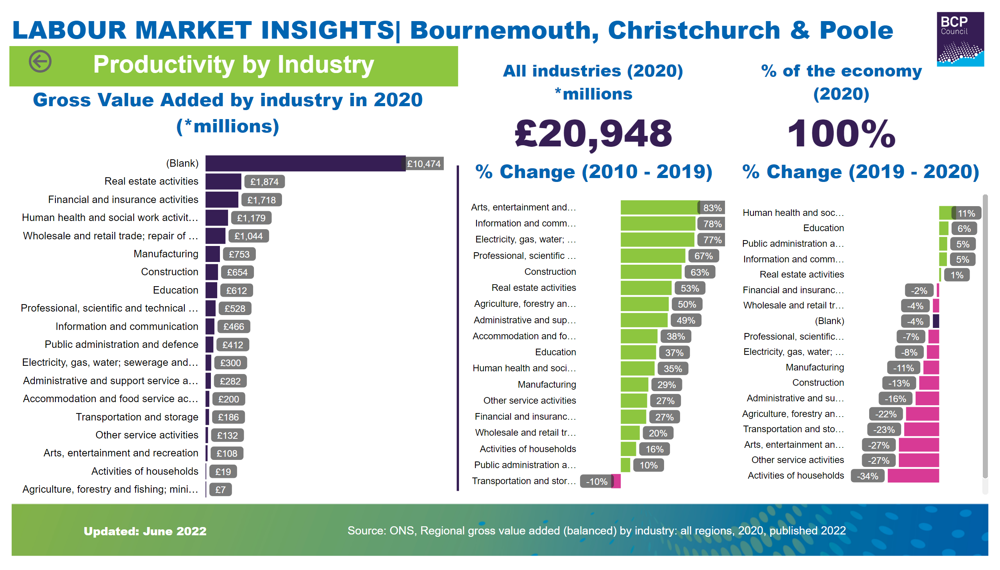 LABOUR MARKET INSIGHTS| Bournemouth, Christchurch & Poole
BCP
Council
Productivity by Industry
Gross Value Added by industry in 2020
(*millions)
(Blank) £10,474
Real estate activities £1,874
Financial and insurance activities £1,718
Human health and social work activit… £1,179
Wholesale and retail trade; repair of … £1,044
Manufacturing £753
Construction £654
Education £612
Professional, scientific and technical … £528
Information and communication £466
Public administration and defence £412
Electricity, gas, water; sewerage and… £300
Administrative and support service a… £282
Accommodation and food service ac… £200
Transportation and storage £186
Other service activities £132
Arts, entertainment and recreation £108
Activities of households £19
Agriculture, forestry and fishing; mini… £7
All industries (2020)
*millions
£20,948
% of the economy
(2020)
100%
% Change (2010 - 2019)
Arts, entertainment and… 83%
Information and comm… 78%
Electricity, gas, water; … 77%
Professional, scientific … 67%
Construction 63%
Real estate activities 53%
Agriculture, forestry an… 50%
Administrative and sup… 49%
Accommodation and fo… 38%
Education 37%
Human health and soci… 35%
Manufacturing 29%
Other service activities 27%
Financial and insuranc… 27%
Wholesale and retail tr… 20%
Activities of households 16%
Public administration a… 10%
Transportation and stor… -10%
% Change (2019 - 2020)
Human health and soc… 11%
Education 6%
Public administration a… 5%
Information and comm… 5%
Real estate activities 1%
Financial and insuranc… -2%
Wholesale and retail tr… -4%
(Blank) -4%
Professional, scientific… -7%
Electricity, gas, water; … -8%
Manufacturing -11%
Construction -13%
Administrative and su… -16%
Agriculture, forestry an… -22%
Transportation and sto… -23%
Arts, entertainment an… -27%
Other service activities -27%
Activities of households -34%
Updated: June 2022
Source: ONS, Regional gross value added (balanced) by industry: all regions, 2020, published 2022